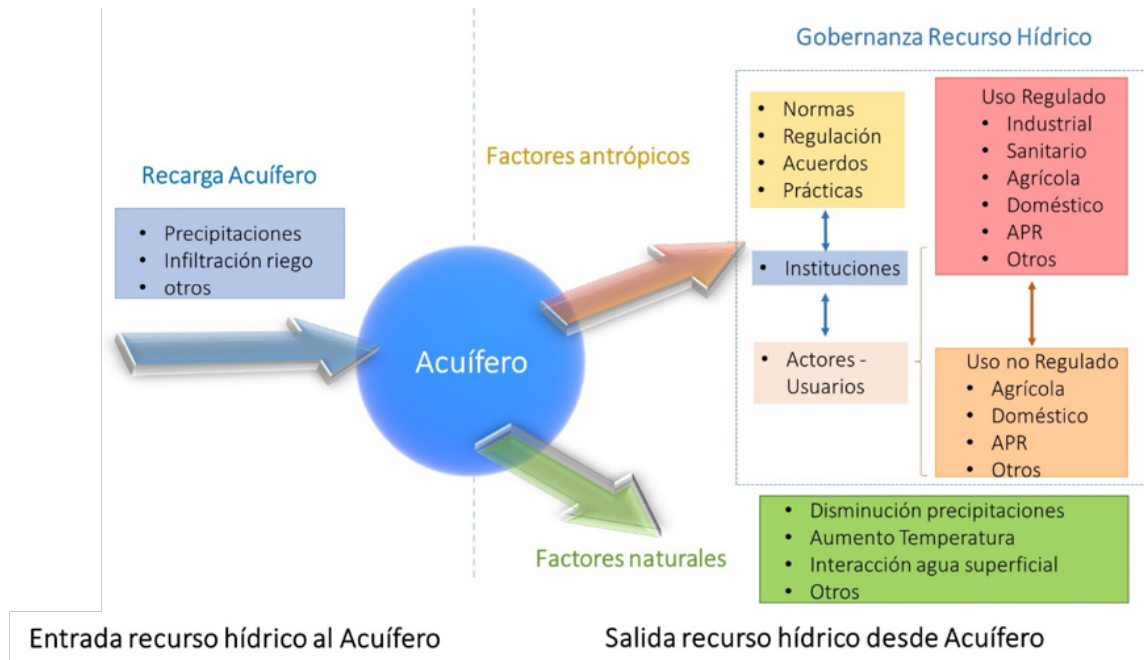 Gobernanza Recurso Hídrico
Recarga Acuífero
• Precipitaciones
• Infiltración riego
• otros
Acuífero
Factores antrópicos
• Normas
• Regulación
• Acuerdos
• Prácticas
• Instituciones
• Actores -
Usuarios
Uso Regulado
• Industrial
• Sanitario
• Agrícola
• Doméstico
• APR
• Otros
Uso no Regulado
• Agrícola
• Doméstico
• APR
• Otros
Factores naturales
• Disminución precipitaciones
• Aumento Temperatura
• Interacción agua superficial
• Otros
Entrada recurso hídrico al Acuífero
Salida recurso hídrico desde Acuífero